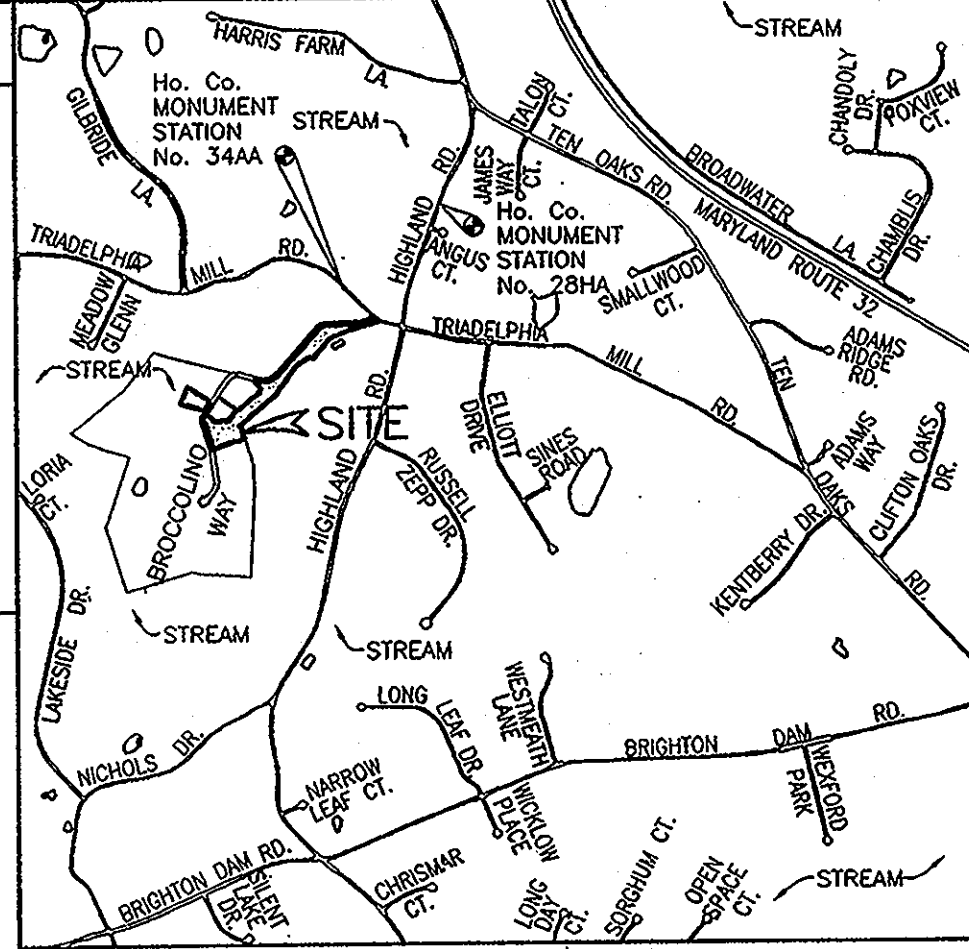 STREAM
HARRIS FARM
LA.
Ho. Co.
MONUMENT
STATION
No. 34AA
STREAM
GILBRIDE
LA.
TALON
CT.
JAMES
WAY
CT.
TEN OAKS RD.
CHANDOLY
DR.
POXVIEW
CT.
BROADWATER
LA.
MARYLAND ROUTE 32
CHAMBLIS
DR.
HIGHLAND
RD.
Ho. Co.
MONUMENT
STATION
No. 28HA
ANGUS
CT.
SMALLWOOD
CT.
TRIADELPHIA
MILL
RD.
MEADOW
GLENN
TRIADELPHIA
MILL
RD.
ADAMS
RIDGE
RD.
TEN
OAKS
RD.
STREAM
SITE
ELLIOTT
DRIVE
SINES
ROAD
RUSSELL
ZEPP DR.
HIGHLAND
RD.
ADAMS
WAY
CLIFTON OAKS
DR.
KENTBERRY DR.
LORIA
CT.
BROCCOLINO
WAY
STREAM
STREAM
LAKESIDE
DR.
NICHOLS
DR.
LONG
LEAF DR.
WESTMEATH
LANE
BRIGHTON
DAM
RD.
WEXFORD
PARK
NARROW
LEAF CT.
WICKLOW
PLACE
BRIGHTON DAM RD.
SILENT
LAKE
DR.
CHRISMAR
CT.
LONG
DAY
CT.
SORGHUM CT.
OPEN
SPACE
CT.
STREAM